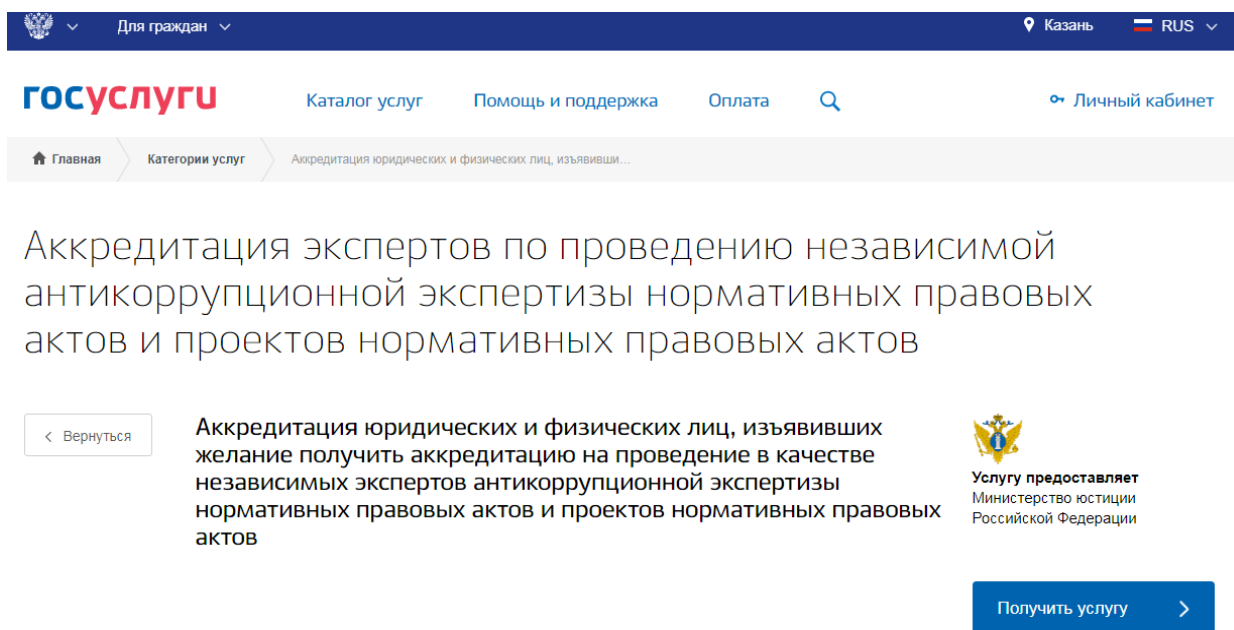 Для граждан
Казань
RUS
госуслуги
Каталог услуг
Помощь и поддержка
Оплата
Личный кабинет
Главная
Категории услуг
Аккредитация юридических и физических лиц, изъявивши...
Аккредитация экспертов по проведению независимой
антикоррупционной экспертизы нормативных правовых
актов и проектов нормативных правовых актов
Вернуться
Аккредитация юридических и физических лиц, изъявивших
желание получить аккредитацию на проведение в качестве
независимых экспертов антикоррупционной экспертизы
нормативных правовых актов и проектов нормативных правовых
актов
Услугу предоставляет
Министерство юстиции
Российской Федерации
Получить услугу